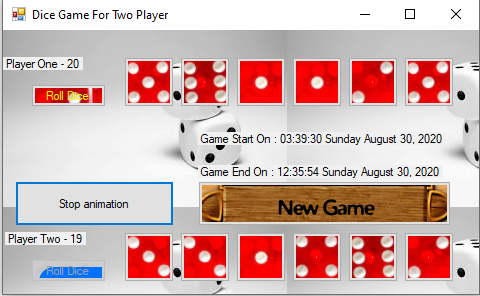 Dice Game For Two Player
Player One - 20
Roll Dice
Game Start On : 03:39:30 Sunday August 30, 2020
Game End On : 12:35:54 Sunday August 30, 2020
Stop animation
New Game
Player Two - 19
Roll Dice